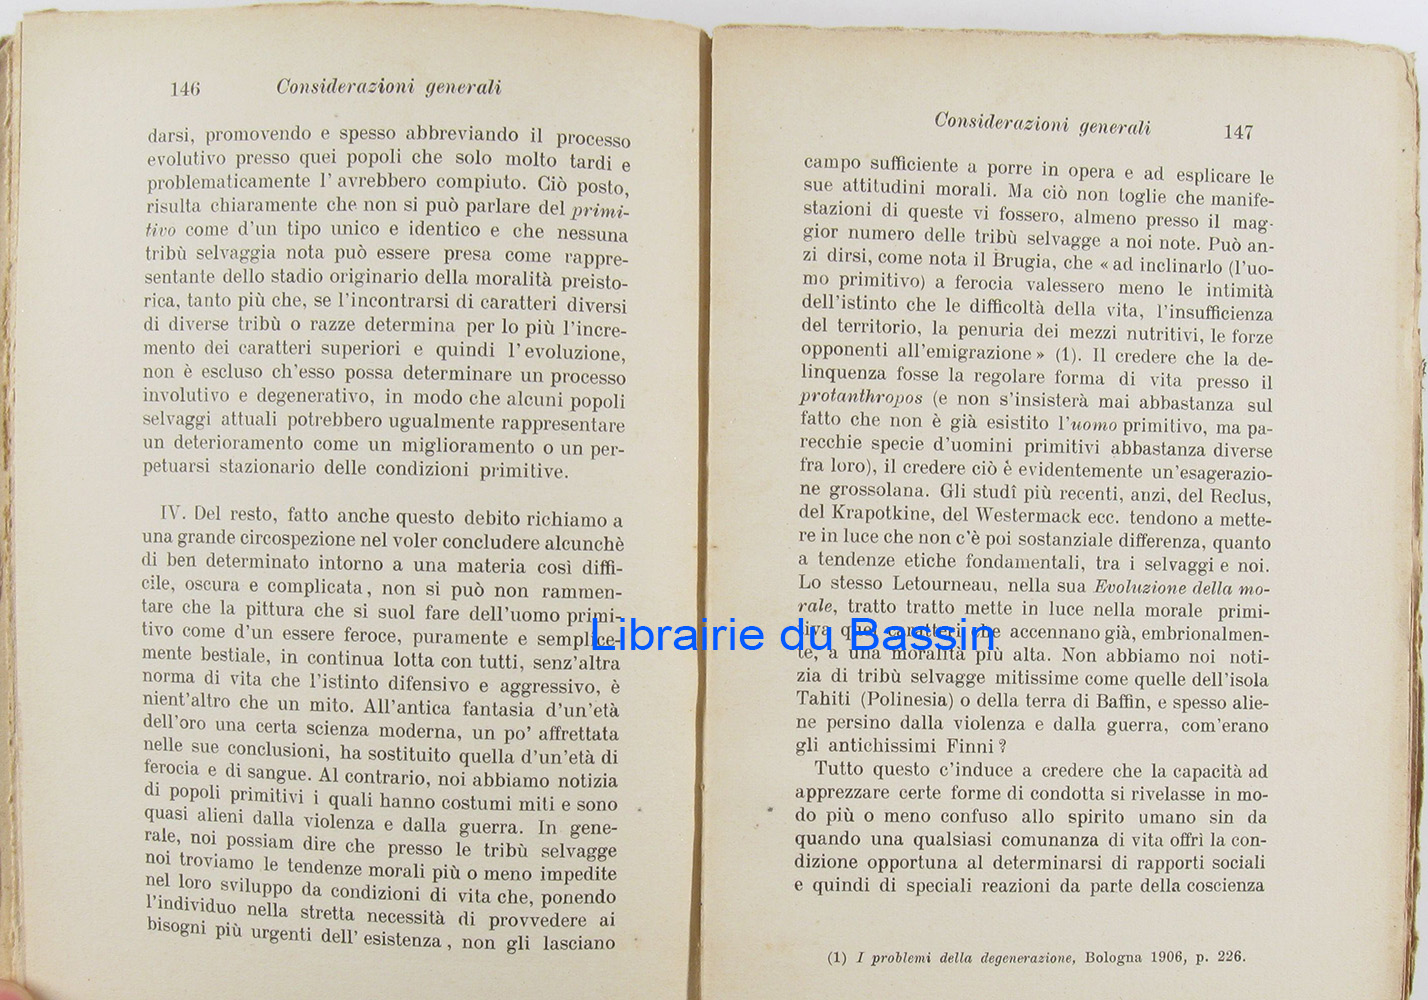 146 Considerazioni generali
darsi, promovendo e spesso abbreviando il processo
evolutivo presso quei popoli che solo molto tardi e
problematicamente l'avrebbero compiuto. Ciò posto,
risulta chiaramente che non si può parlare del primi-
tivo come d'un tipo unico e identico e che nessuna
tribù selvaggia nota può essere presa come rappre-
sentante dello stadio originario della moralità preisto-
rica, tanto più che, se l'incontrarsi di caratteri diversi
di diverse tribù o razze determina per lo più l'incre-
mento dei caratteri superiori e quindi l'evoluzione,
non è escluso ch'esso possa determinare un processo
involutivo e degenerativo, in modo che alcuni popoli
selvaggi attuali potrebbero ugualmente rappresentare
un deterioramento come un miglioramento o un per-
petuarsi stazionario delle condizioni primitive.
IV. Del resto, fatto anche questo debito richiamo a
una grande circospezione nel voler concludere alcunchè
di ben determinato intorno a una materia così diffi-
cile, oscura e complicata, non si può non rammen-
tare che la pittura che si suol fare dell'uomo primi-
tivo come d'un essere feroce, puramente e semplice-
mente bestiale, in continua lotta con tutti, senz'altra
norma di vita che l'istinto difensivo e aggressivo, è
nient'altro che un mito. All'antica fantasia d'un'età
dell'oro una certa scienza moderna, un po' affrettata
nelle sue conclusioni, ha sostituito quella d'un'età di
ferocia e di sangue. Al contrario, noi abbiamo notizia
di popoli primitivi i quali hanno costumi miti e sono
quasi alieni dalla violenza e dalla guerra. In gene-
rale, noi possiam dire che presso le tribù selvagge
noi troviamo le tendenze morali più o meno impedite
nel loro sviluppo da condizioni di vita che, ponendo
l'individuo nella stretta necessità di provvedere ai
bisogni più urgenti dell'esistenza, non gli lasciano
Considerazioni generali 147
campo sufficiente a porre in opera e ad esplicare le
sue attitudini morali. Ma ciò non toglie che manife-
stazioni di queste vi fossero, almeno presso il mag-
gior numero delle tribù selvagge a noi note. Può an-
zi dirsi, come nota il Brugia, che « ad inclinarlo (l'uo-
mo primitivo) a ferocia valessero meno le intimità
dell'istinto che le difficoltà della vita, l'insufficienza
del territorio, la penuria dei mezzi nutritivi, le forze
opponenti all'emigrazione » (1). Il credere che la de-
linquenza fosse la regolare forma di vita presso il
protanthropos (e non s'insisterà mai abbastanza sul
fatto che non è già esistito l'uomo primitivo, ma pa-
recchie specie d'uomini primitivi abbastanza diverse
fra loro), il credere ciò è evidentemente un'esagerazio-
ne grossolana. Gli studî più recenti, anzi, del Reclus,
del Krapotkine, del Westermack ecc. tendono a mette-
re in luce che non c'è poi sostanziale differenza, quanto
a tendenze etiche fondamentali, tra i selvaggi e noi.
Lo stesso Letourneau, nella sua Evoluzione della mo-
rale, tratto tratto mette in luce nella morale primi-
tiva quei caratteri che accennano già, embrionalmen-
te, a una moralità più alta. Non abbiamo noi noti-
zia di tribù selvagge mitissime come quelle dell'isola
Tahiti (Polinesia) o della terra di Baffin, e spesso alie-
ne persino dalla violenza e dalla guerra, com'erano
gli antichissimi Finni ?
Tutto questo c'induce a credere che la capacità ad
apprezzare certe forme di condotta si rivelasse in mo-
do più o meno confuso allo spirito umano sin da
quando una qualsiasi comunanza di vita offrì la con-
dizione opportuna al determinarsi di rapporti sociali
e quindi di speciali reazioni da parte della coscienza
(1) I problemi della degenerazione, Bologna 1906, p. 226.
Librairie du Bassin